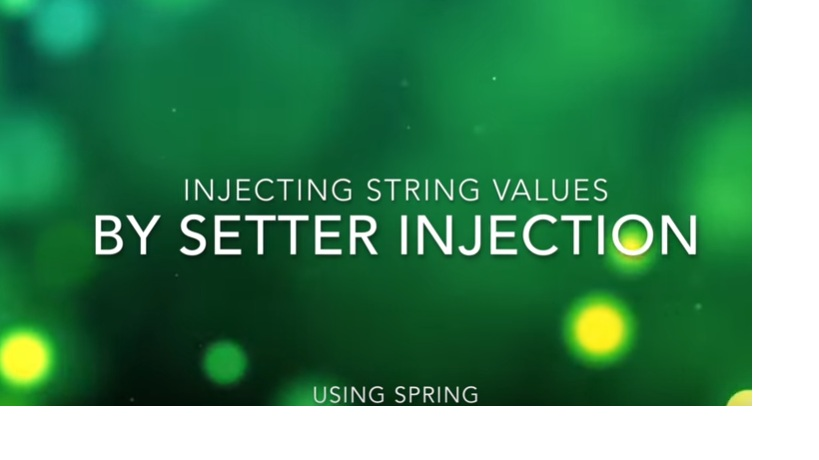 INJECTING STRING VALUES
BY SETTER INJECTION
USING SPRING